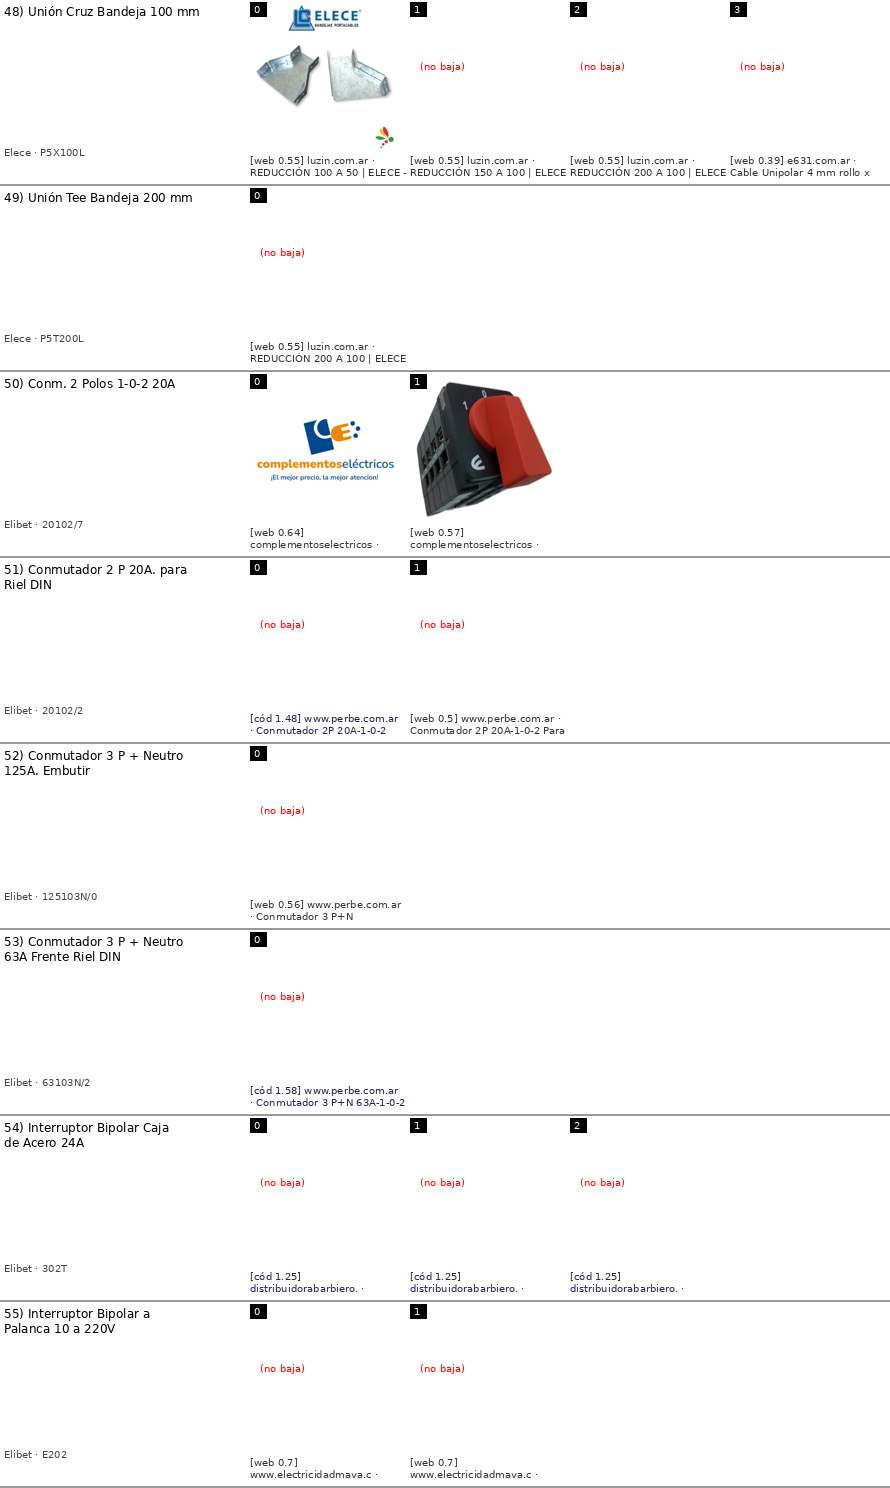 48) Unión Cruz Bandeja 100 mm
0
1
2
3
ELECE®
BANDEJAS PORTACABLES
(no baja)
(no baja)
(no baja)
Elece · P5X100L
[web 0.55] luzin.com.ar ·
REDUCCIÓN 100 A 50 | ELECE -
[web 0.55] luzin.com.ar ·
REDUCCIÓN 150 A 100 | ELECE
[web 0.55] luzin.com.ar ·
REDUCCIÓN 200 A 100 | ELECE
[web 0.39] e631.com.ar ·
Cable Unipolar 4 mm rollo x
49) Unión Tee Bandeja 200 mm
0
(no baja)
Elece · P5T200L
[web 0.55] luzin.com.ar ·
REDUCCIÓN 200 A 100 | ELECE
50) Conm. 2 Polos 1-0-2 20A
0
1
CE
complementoseléctricos
¡El mejor precio, la mejor atencion!
1 0
Elibet · 20102/7
[web 0.64]
complementoselectricos ·
[web 0.57]
complementoselectricos ·
51) Conmutador 2 P 20A. para
Riel DIN
0
1
(no baja)
(no baja)
Elibet · 20102/2
[cód 1.48] www.perbe.com.ar
· Conmutador 2P 20A-1-0-2
[web 0.5] www.perbe.com.ar ·
Conmutador 2P 20A-1-0-2 Para
52) Conmutador 3 P + Neutro
125A. Embutir
0
(no baja)
Elibet · 125103N/0
[web 0.56] www.perbe.com.ar
· Conmutador 3 P+N
53) Conmutador 3 P + Neutro
63A Frente Riel DIN
0
(no baja)
Elibet · 63103N/2
[cód 1.58] www.perbe.com.ar
· Conmutador 3 P+N 63A-1-0-2
54) Interruptor Bipolar Caja
de Acero 24A
0
1
2
(no baja)
(no baja)
(no baja)
Elibet · 302T
[cód 1.25]
distribuidorabarbiero. ·
[cód 1.25]
distribuidorabarbiero. ·
[cód 1.25]
distribuidorabarbiero. ·
55) Interruptor Bipolar a
Palanca 10 a 220V
0
1
(no baja)
(no baja)
Elibet · E202
[web 0.7]
www.electricidadmava.c ·
[web 0.7]
www.electricidadmava.c ·